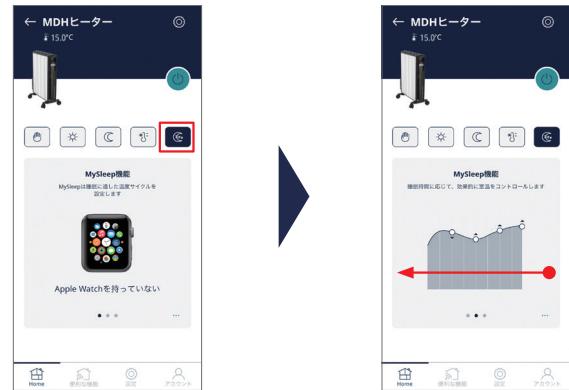 ← MDHヒーター
15.0°C
MySleep機能
MySleepは睡眠に適した温度サイクルを
設定します
Apple Watchを持っていない
Home 便利な機能 設定 アカウント
← MDHヒーター
15.0°C
MySleep機能
睡眠時間に応じて、効果的に室温をコントロールします
Home 便利な機能 設定 アカウント